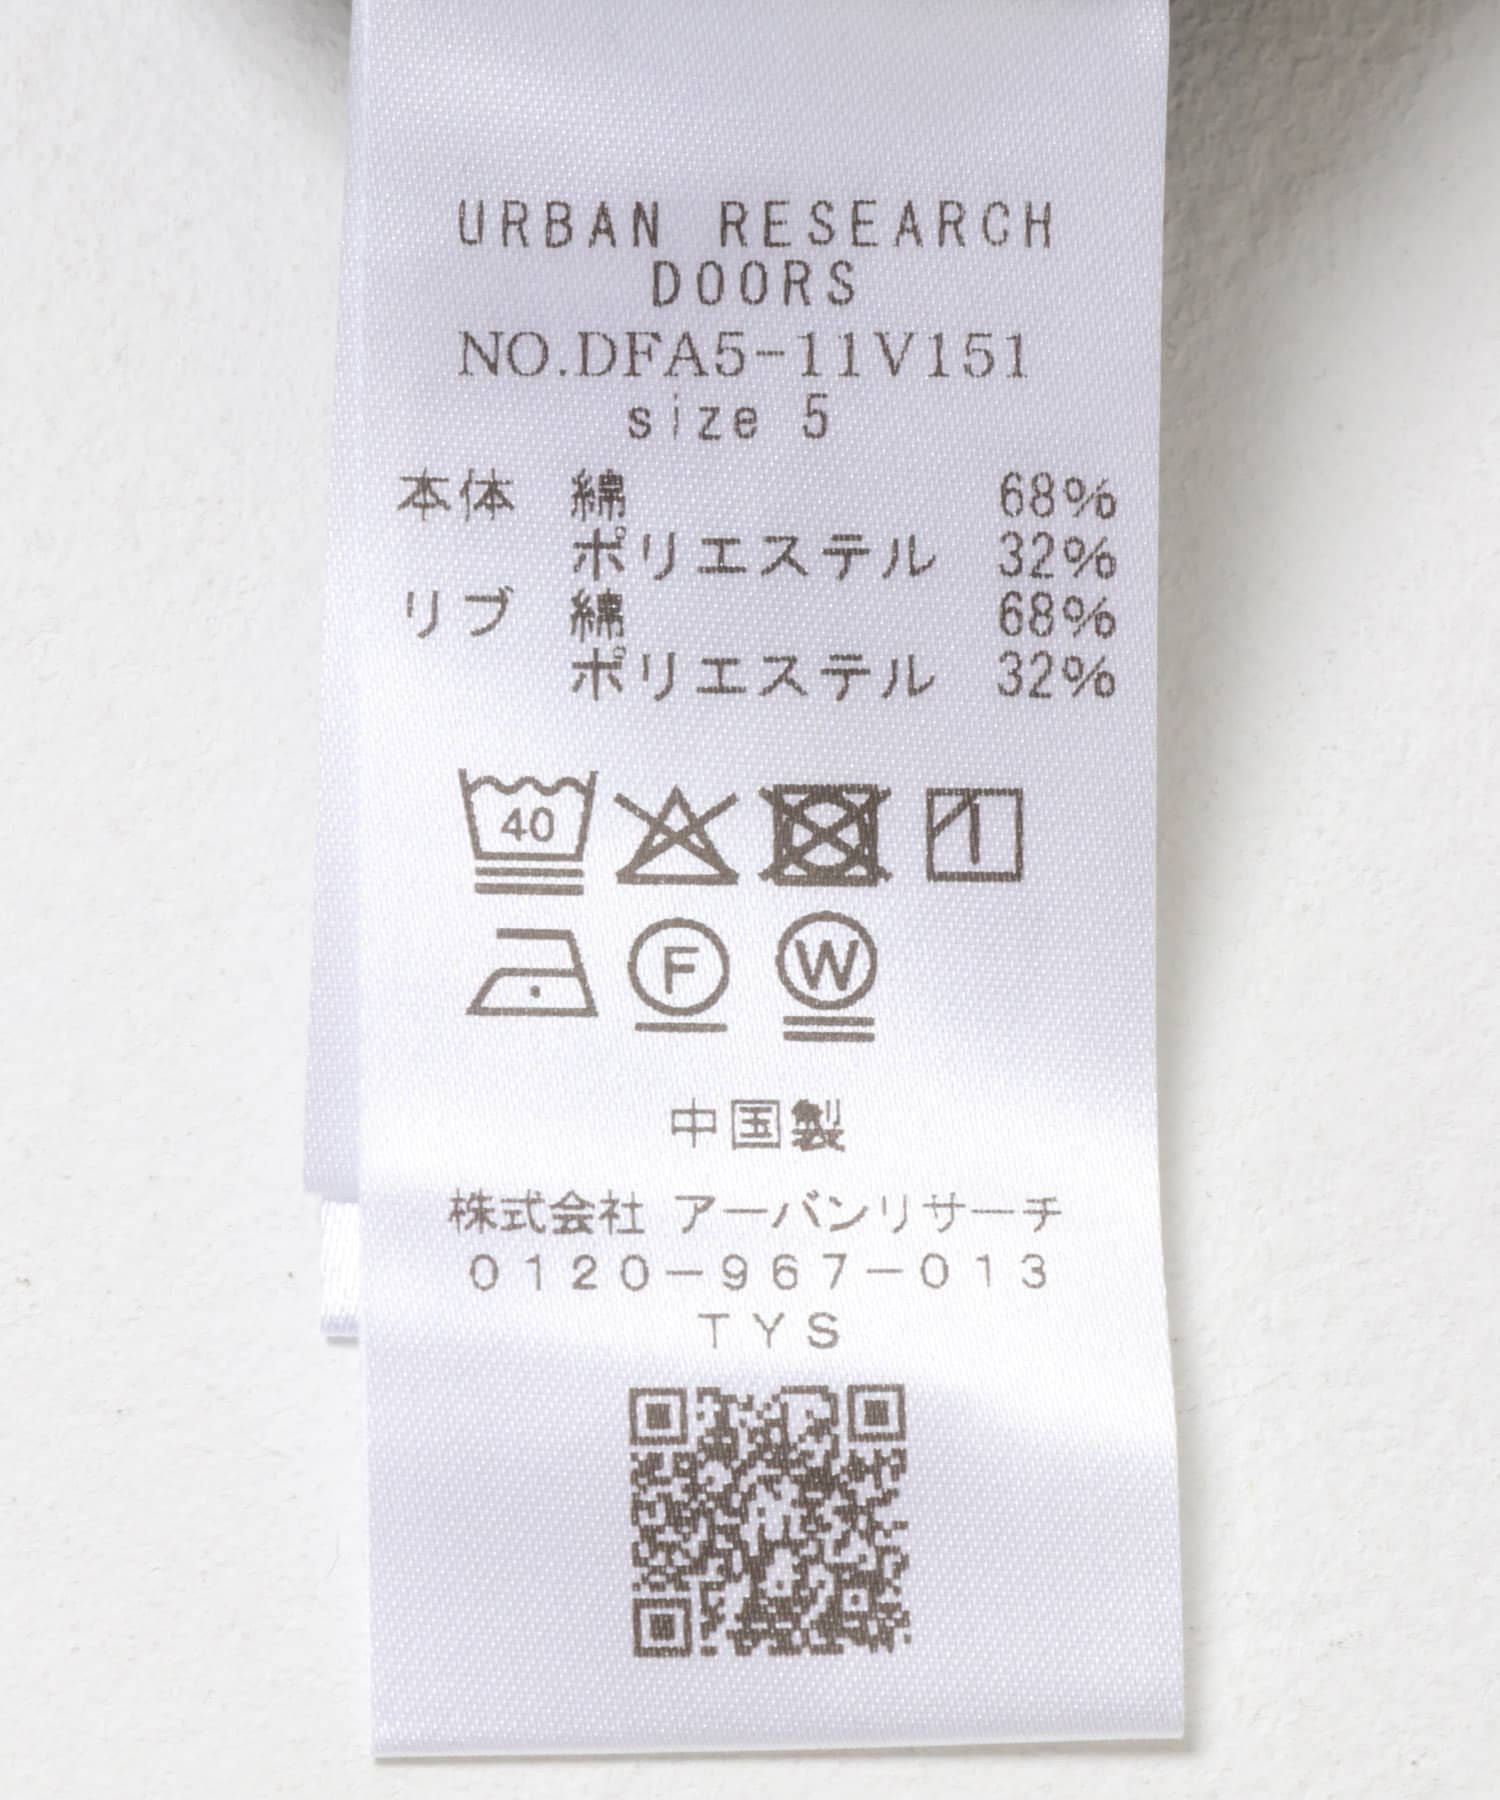 URBAN RESEARCH
DOORS
NO.DFA5-11V151
size 5
本体 綿 68%
ポリエステル 32%
リブ 綿 68%
ポリエステル 32%
40
F W
中国製
株式会社 アーバンリサーチ
0120-967-013
TYS